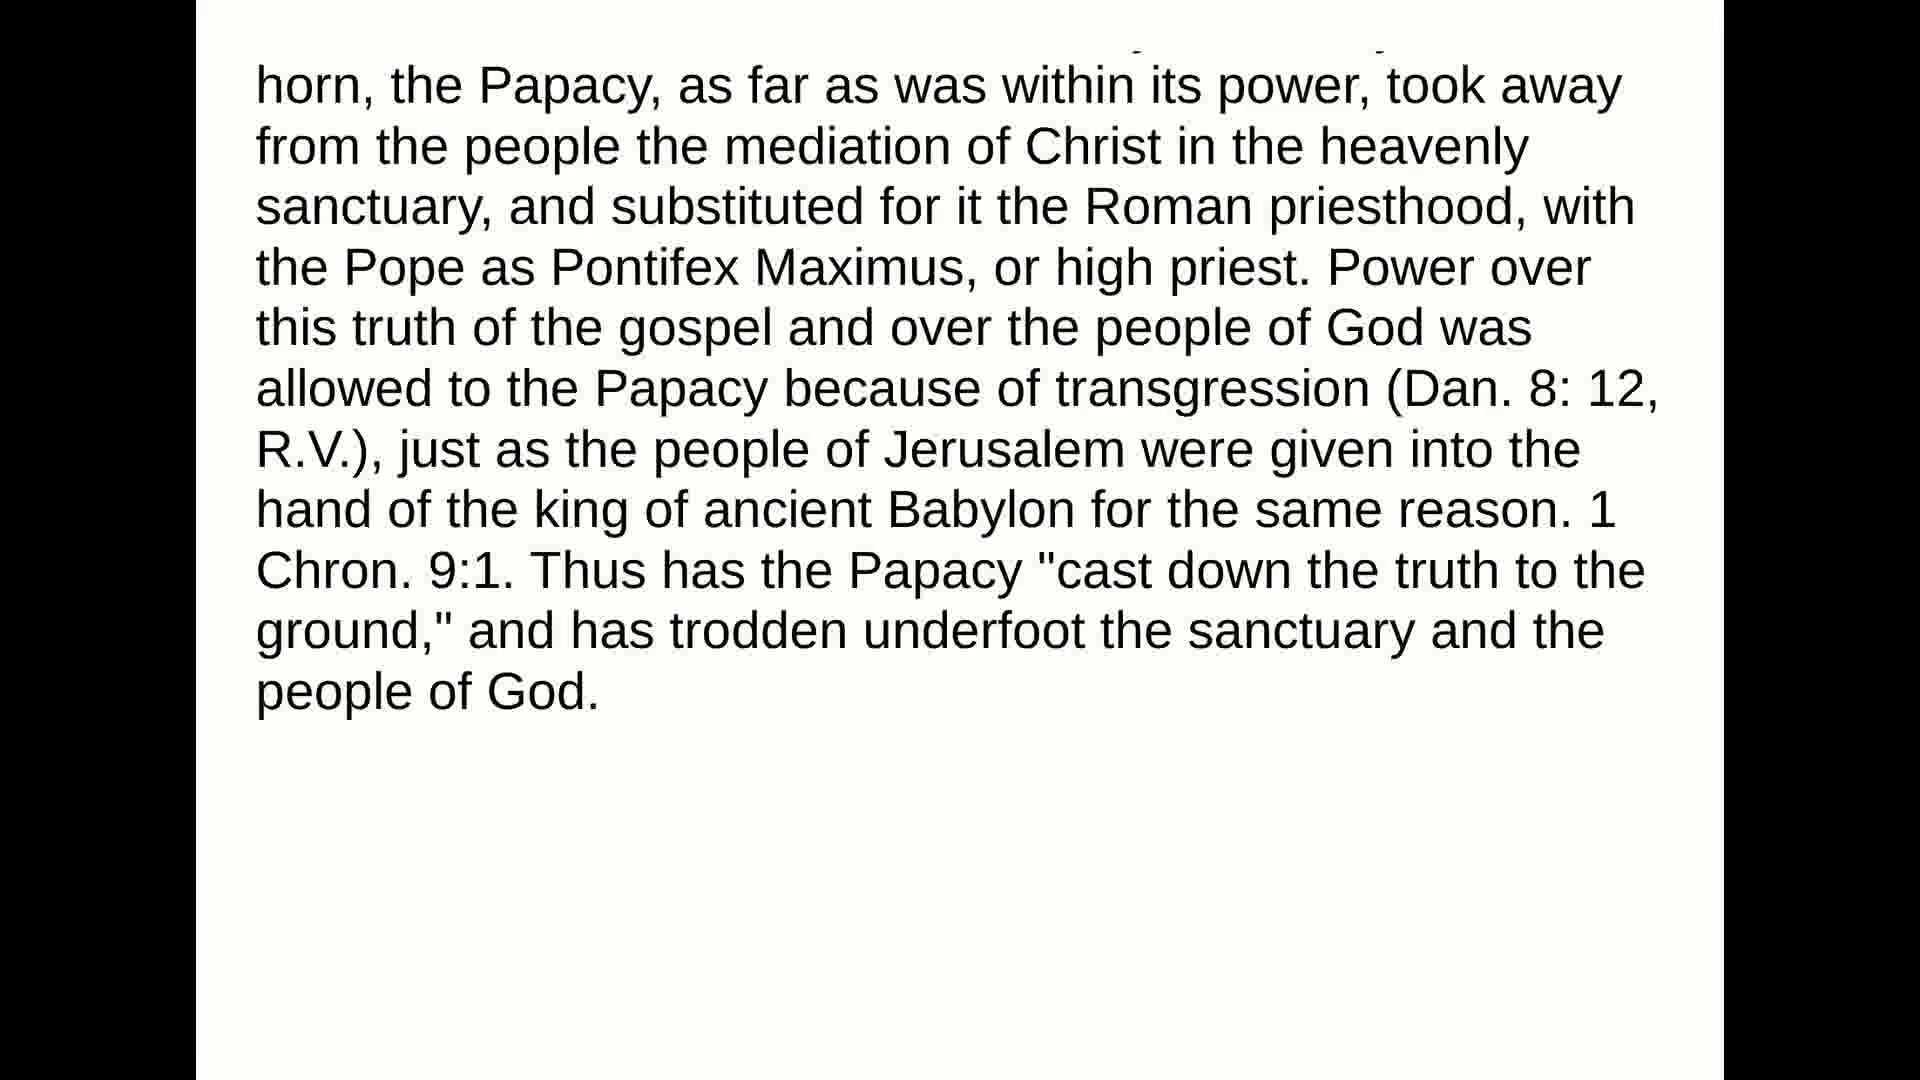 horn, the Papacy, as far as was within its power, took away
from the people the mediation of Christ in the heavenly
sanctuary, and substituted for it the Roman priesthood, with
the Pope as Pontifex Maximus, or high priest. Power over
this truth of the gospel and over the people of God was
allowed to the Papacy because of transgression (Dan. 8: 12,
R.V.), just as the people of Jerusalem were given into the
hand of the king of ancient Babylon for the same reason. 1
Chron. 9:1. Thus has the Papacy "cast down the truth to the
ground," and has trodden underfoot the sanctuary and the
people of God.